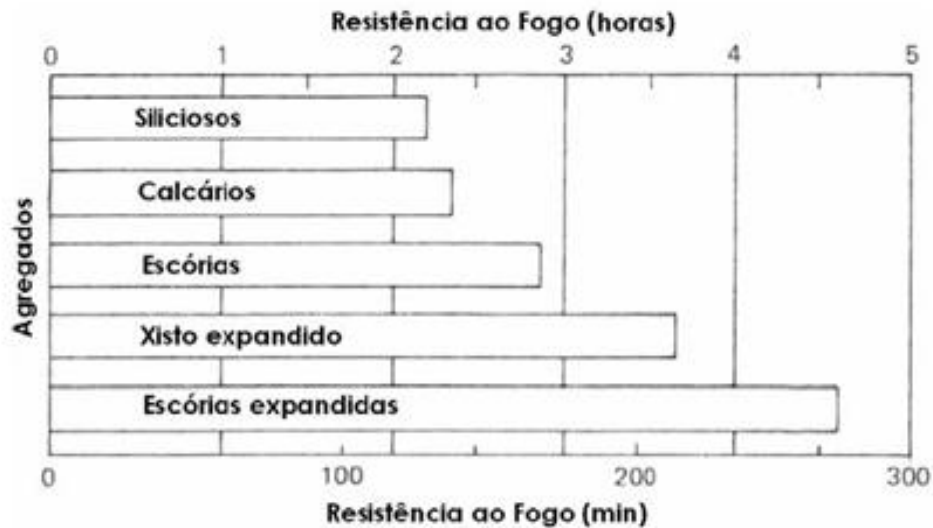 Resistência ao Fogo (horas)
0 1 2 3 4 5
Agregados
Siliciosos
Calcários
Escórias
Xisto expandido
Escórias expandidas
0 100 200 300
Resistência ao Fogo (min)